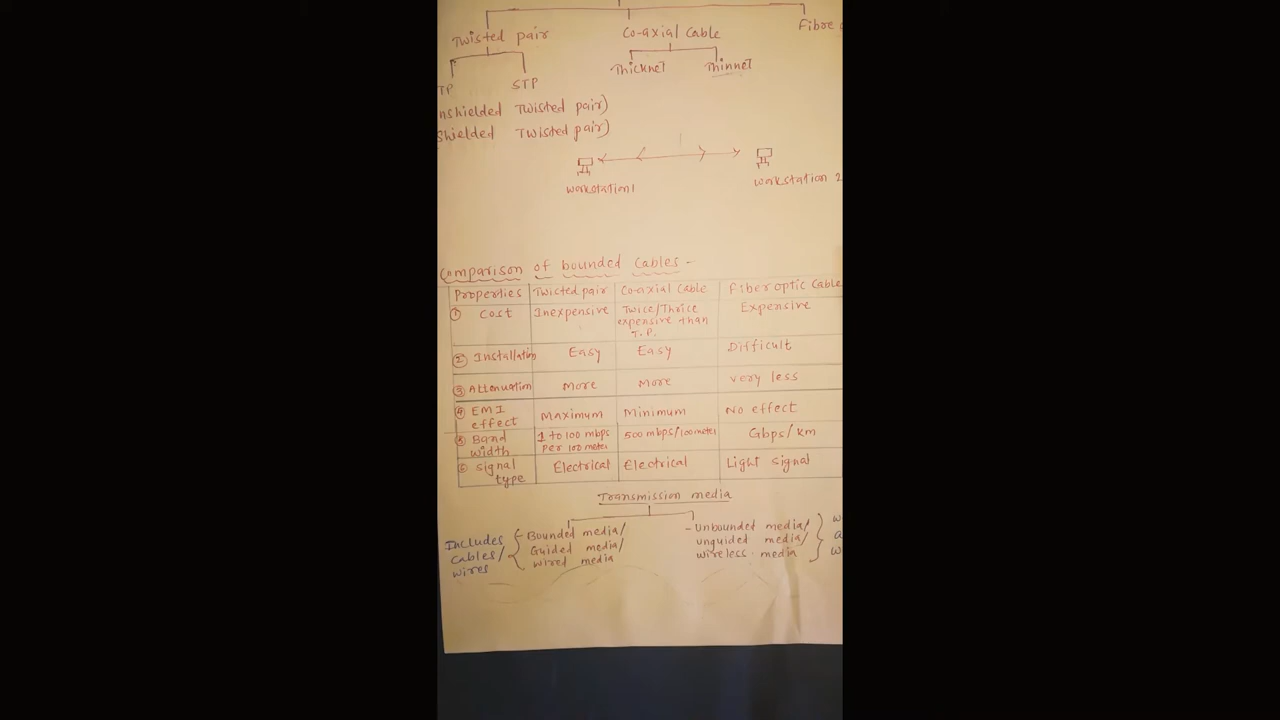 Twisted pair Co-axial Cable Fibre
Thicknet Thinnet
TP STP
nshielded Twisted pair)
Shielded Twisted pair)
Workstation1 Workstation 2
Comparison of bounded Cables -
Properties Twisted pair Co-axial Cable Fiber optic Cable
① Cost Inexpensive Twice/Thrice expensive than T.P. Expensive
② Installation Easy Easy Difficult
③ Attenuation More More very less
④ EMI effect Maximum Minimum No effect
⑤ Band width 1 to 100 mbps per 100 meter 500 mbps/100meter Gbps/km
⑥ Signal type Electrical Electrical Light Signal
Transmission media
Includes Cables/ wires
- Bounded media/
Guided media/
wired media
- Unbounded media/
unguided media/
wireless media